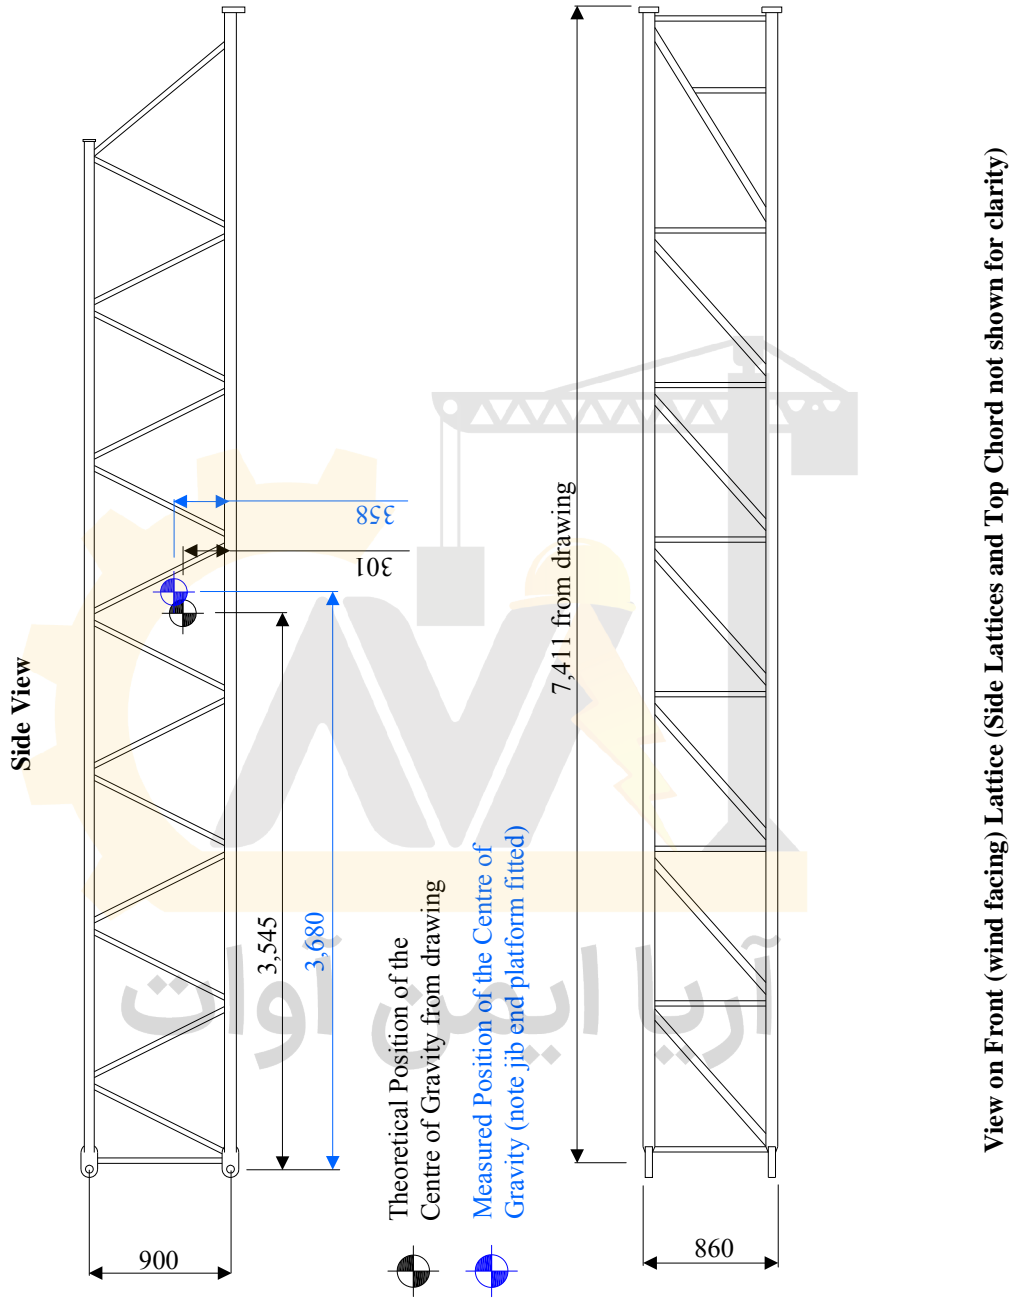 Side View
358
301
3,545
3,680
900
Theoretical Position of the
Centre of Gravity from drawing
Measured Position of the Centre of
Gravity (note jib end platform fitted)
7,411 from drawing
860
View on Front (wind facing) Lattice (Side Lattices and Top Chord not shown for clarity)
آریا ایمن آوات